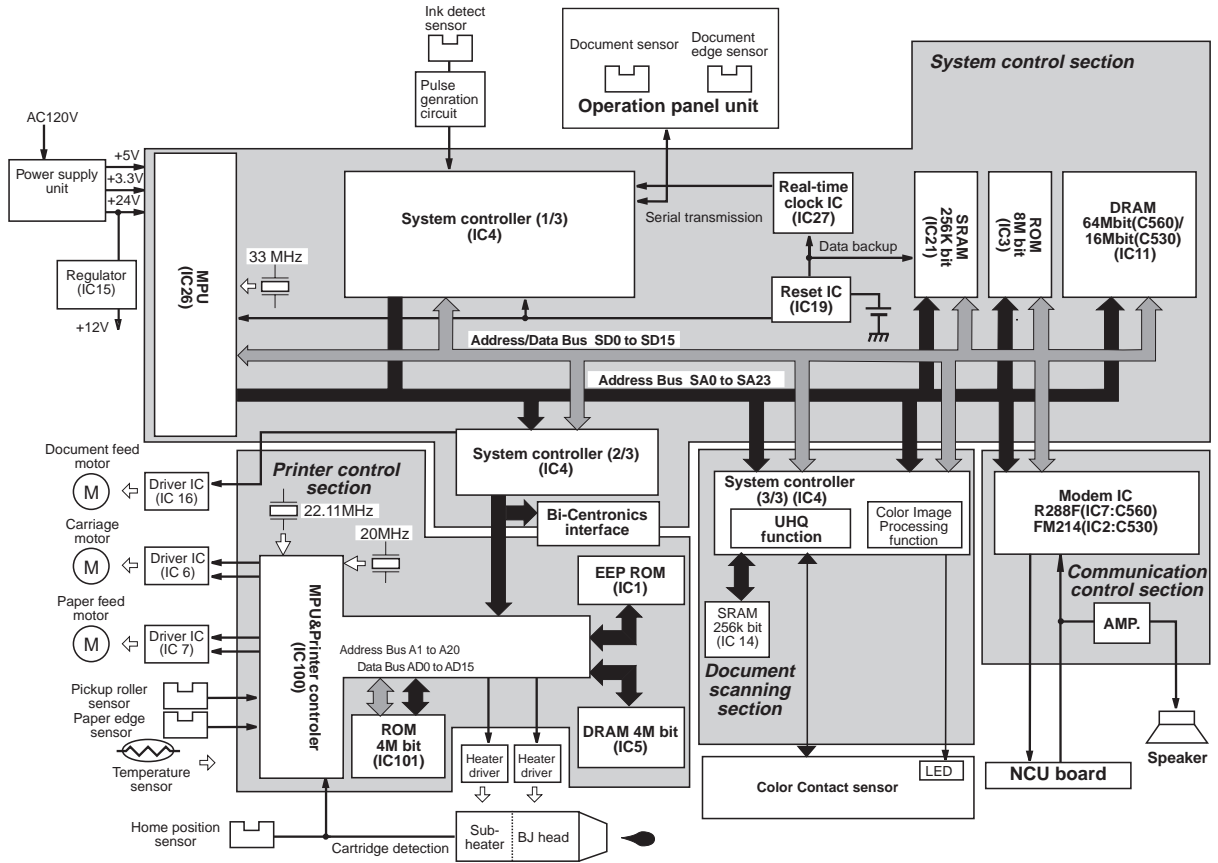 Ink detect
sensor
Pulse
genration
circuit
Document sensor
Document
edge sensor
Operation panel unit
System control section
AC120V
Power supply
unit
+5V
+3.3V
+24V
Regulator
(IC15)
+12V
MPU
(IC26)
33 MHz
System controller (1/3)
(IC4)
Serial transmission
Real-time
clock IC
(IC27)
Data backup
Reset IC
(IC19)
SRAM
256K bit
(IC21)
ROM
8M bit
(IC3)
DRAM
64Mbit(C560)/
16Mbit(C530)
(IC11)
Address/Data Bus SD0 to SD15
Address Bus SA0 to SA23
Document feed
motor
M
Driver IC
(IC 16)
Carriage
motor
M
Driver IC
(IC 6)
Paper feed
motor
M
Driver IC
(IC 7)
Pickup roller
sensor
Paper edge
sensor
Temperature
sensor
Home position
sensor
Printer control
section
22.11MHz
20MHz
System controller (2/3)
(IC4)
Bi-Centronics
interface
MPU&Printer controler
(IC100)
Address Bus A1 to A20
Data Bus AD0 to AD15
EEP ROM
(IC1)
ROM
4M bit
(IC101)
DRAM 4M bit
(IC5)
Heater
driver
Heater
driver
Cartridge detection
Sub-
heater
BJ head
System controller
(3/3) (IC4)
UHQ
function
Color Image
Processing
function
SRAM
256k bit
(IC 14)
Document
scanning
section
Color Contact sensor
LED
Modem IC
R288F(IC7:C560)
FM214(IC2:C530)
Communication
control section
AMP.
NCU board
Speaker